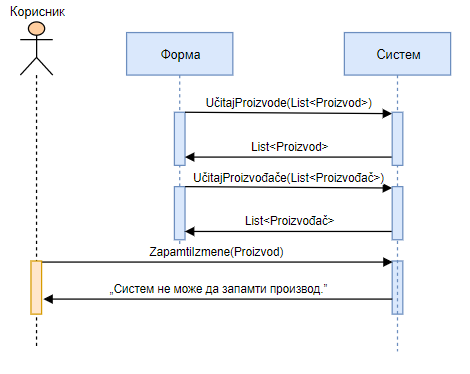 Корисник
Форма
Систем
UčitajProizvode(List<Proizvod>)
List<Proizvod>
UčitajProizvođače(List<Proizvođač>)
List<Proizvođač>
ZapamtiIzmene(Proizvod)
„Систем не може да запамти производ.”